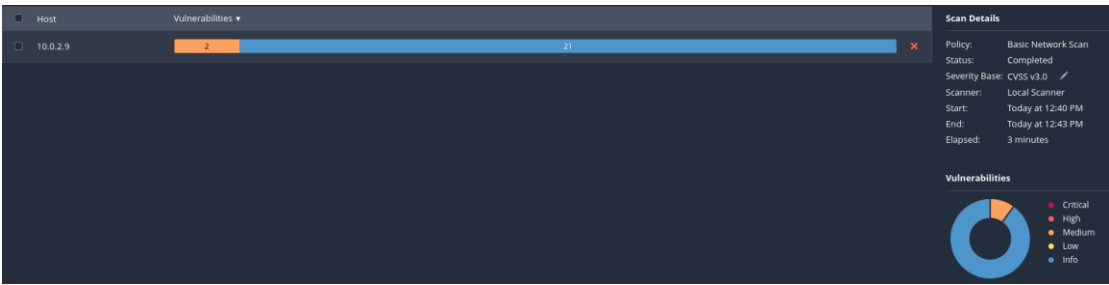 Host Vulnerabilities ▼
10.0.2.9 2 21
Scan Details
Policy: Basic Network Scan
Status: Completed
Severity Base: CVSS v3.0
Scanner: Local Scanner
Start: Today at 12:40 PM
End: Today at 12:43 PM
Elapsed: 3 minutes
Vulnerabilities
Critical
High
Medium
Low
Info